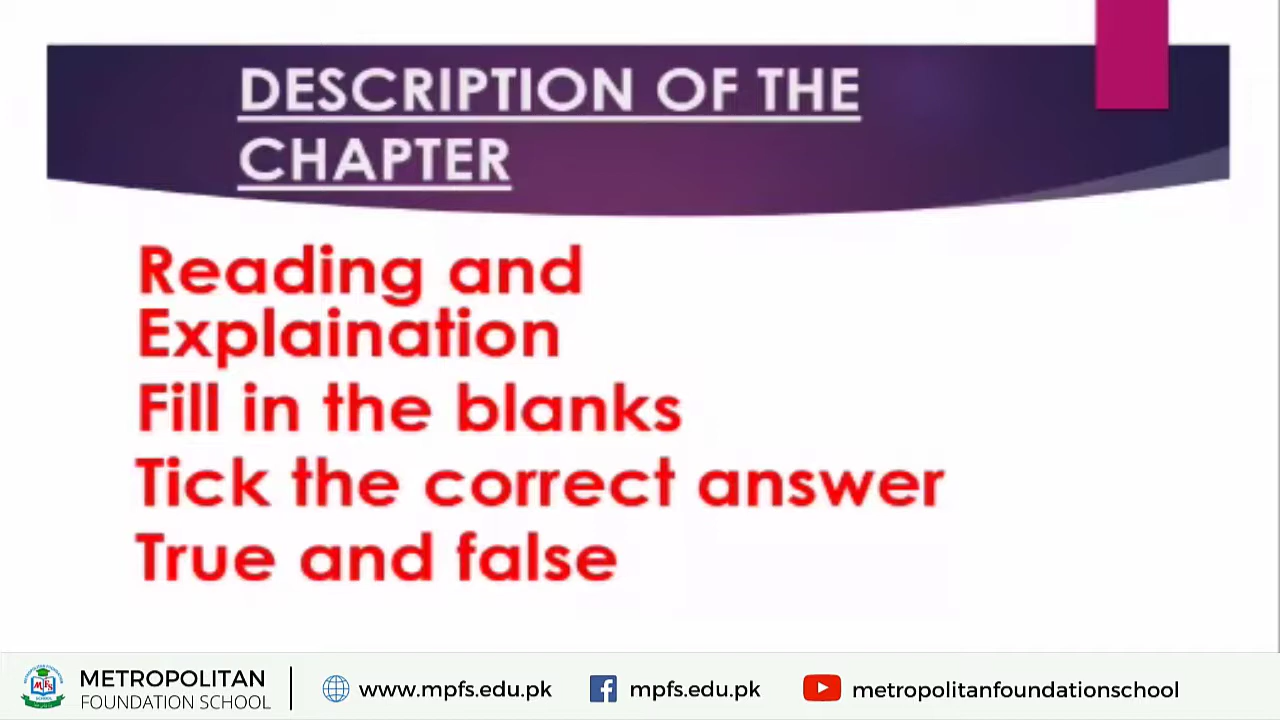 DESCRIPTION OF THE
CHAPTER
Reading and
Explaination
Fill in the blanks
Tick the correct answer
True and false
METROPOLITAN
FOUNDATION SCHOOL
www.mpfs.edu.pk
mpfs.edu.pk
metropolitanfoundationschool